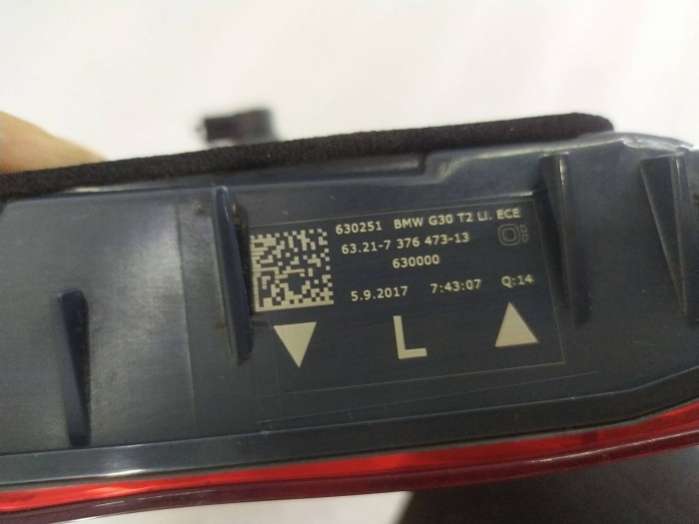 630251 BMW G30 T2 LI. ECE
63.21-7 376 473-13
630000
5.9.2017 7:43:07 Q:14
L